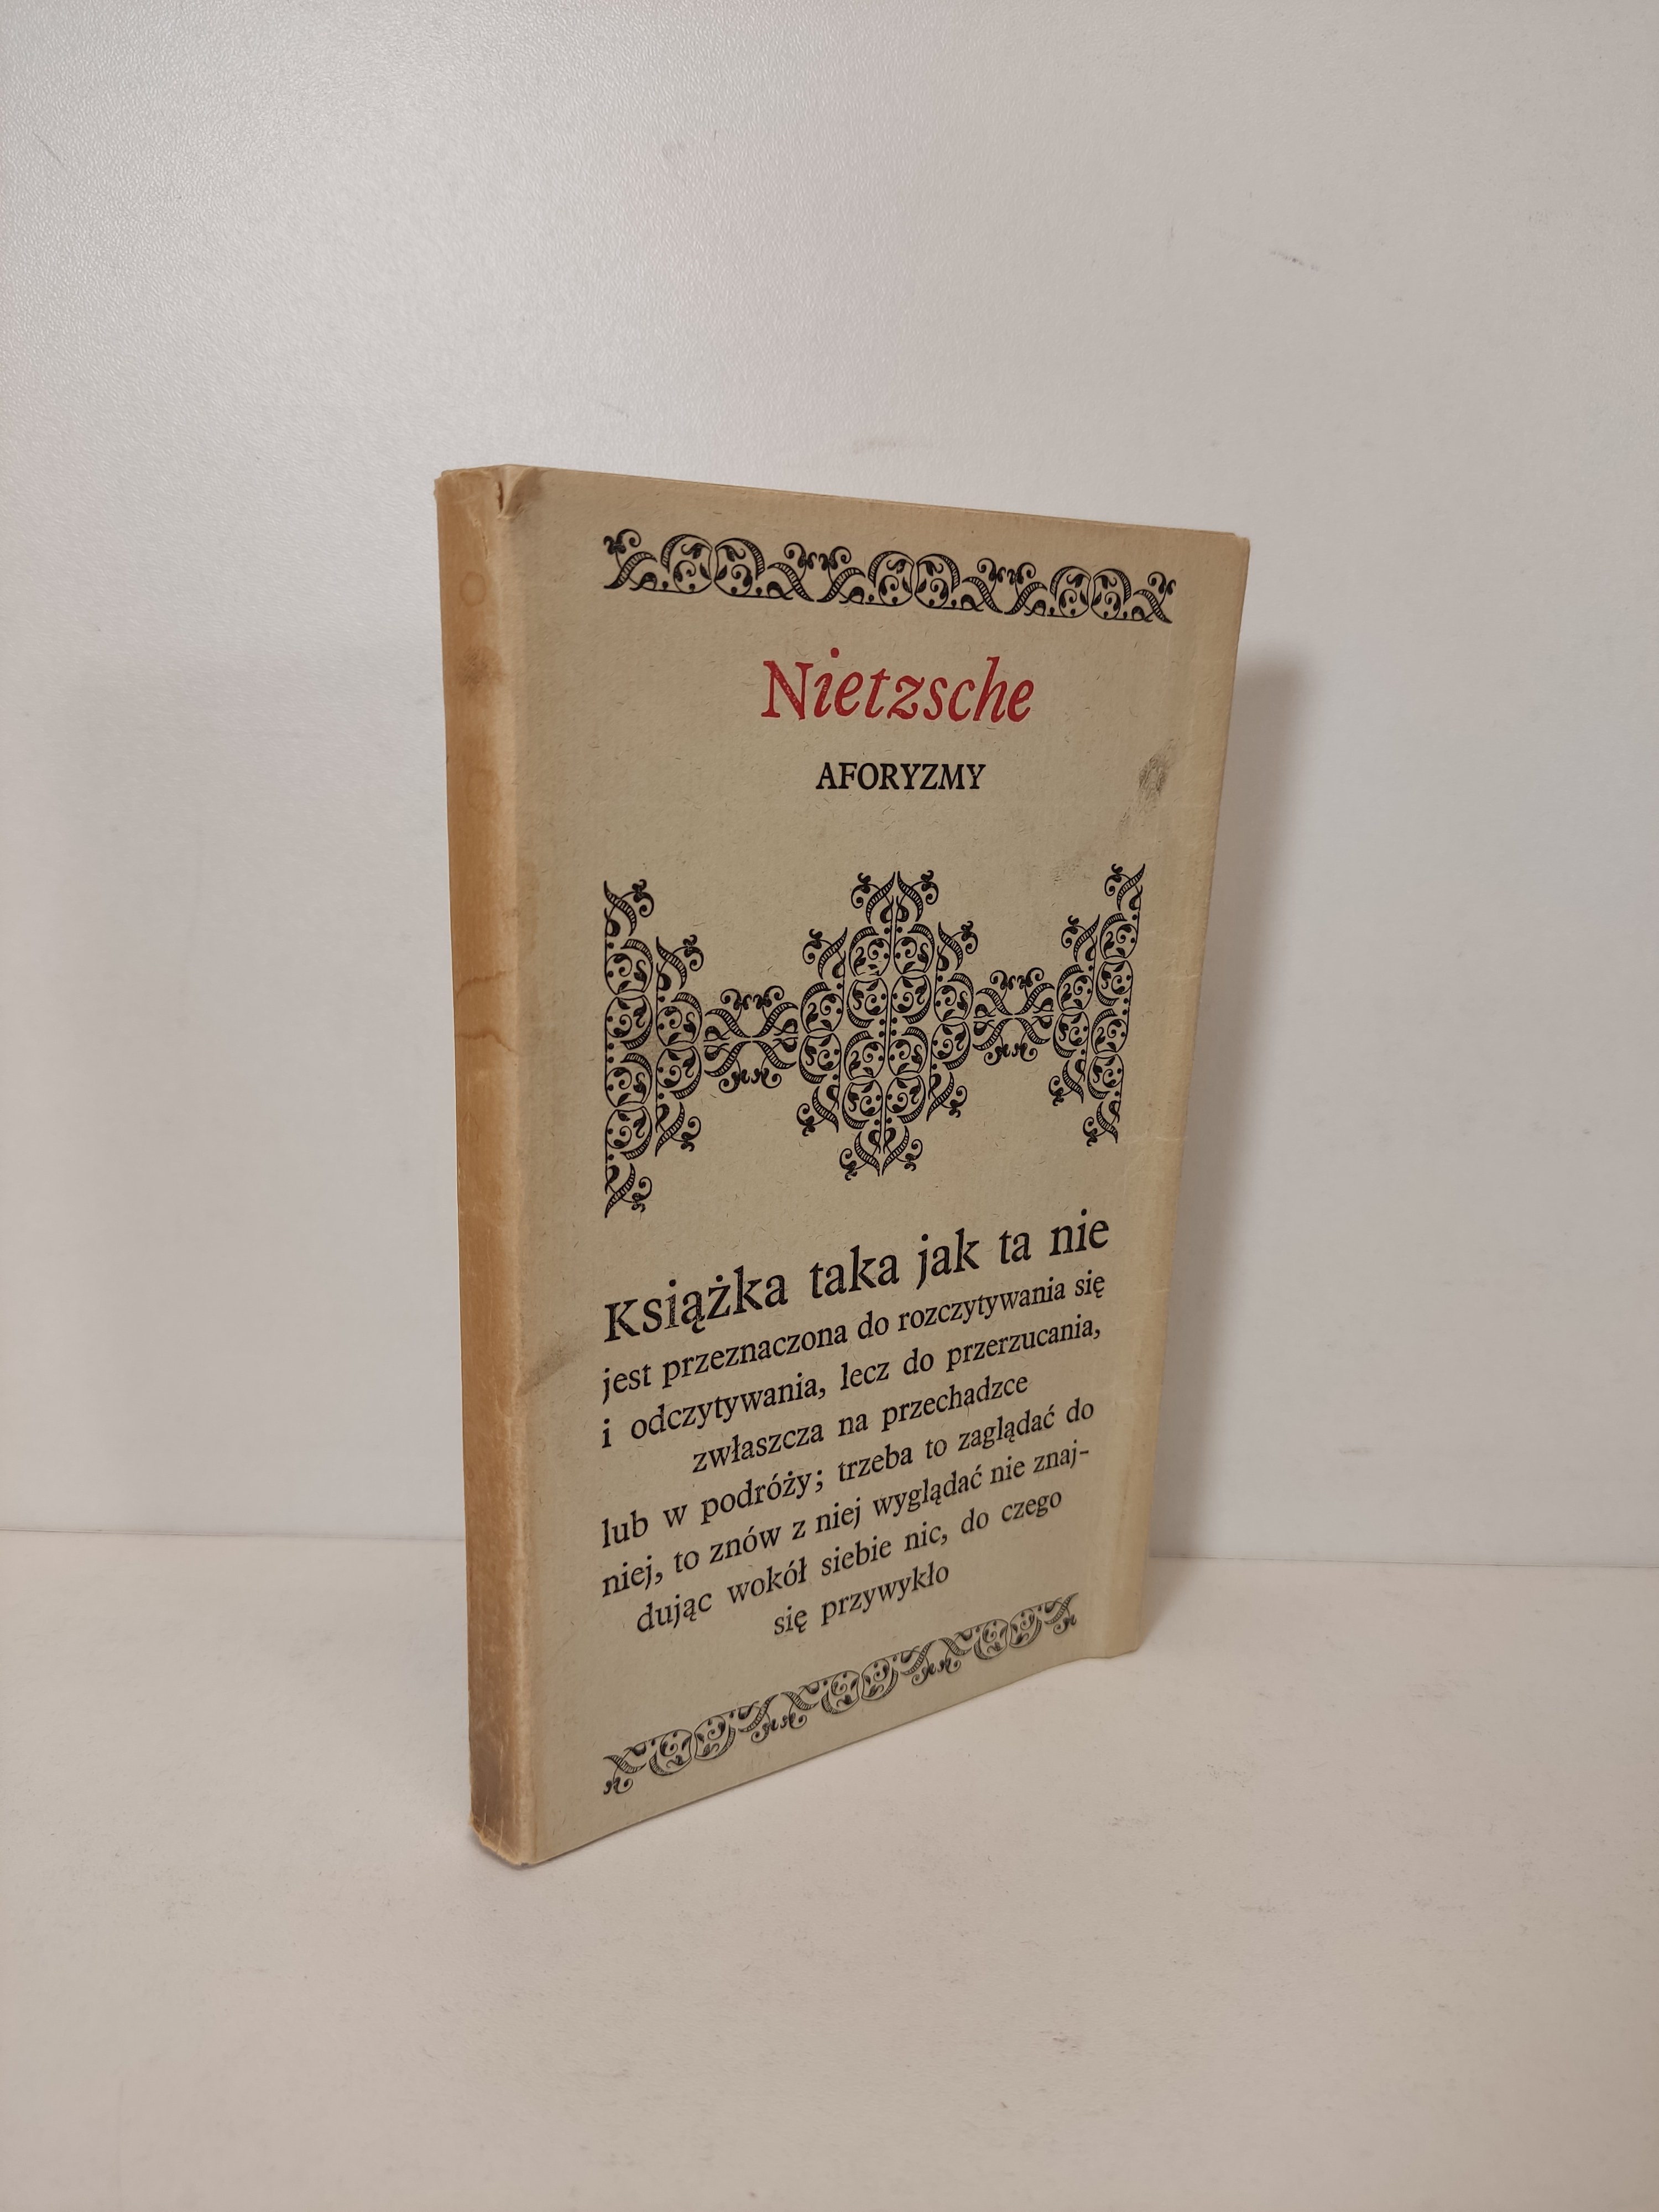 Nietzsche
AFORYZMY
Książka taka jak ta nie
jest przeznaczona do rozczytywania się
i odczytywania, lecz do przerzucania,
zwłaszcza na przechadzce
lub w podróży; trzeba to zaglądać do
niej, to znów z niej wyglądać nie znaj-
dując wokół siebie nic, do czego
się przywykło